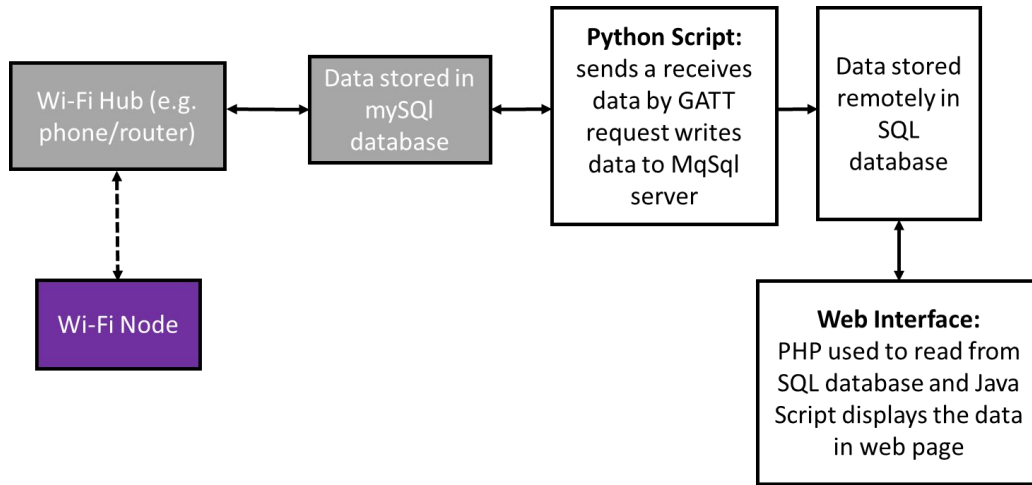 Wi-Fi Hub (e.g.
phone/router)
Data stored in
mySQl
database
Python Script:
sends a receives
data by GATT
request writes
data to MqSql
server
Data stored
remotely in
SQL
database
Wi-Fi Node
Web Interface:
PHP used to read from
SQL database and Java
Script displays the data
in web page